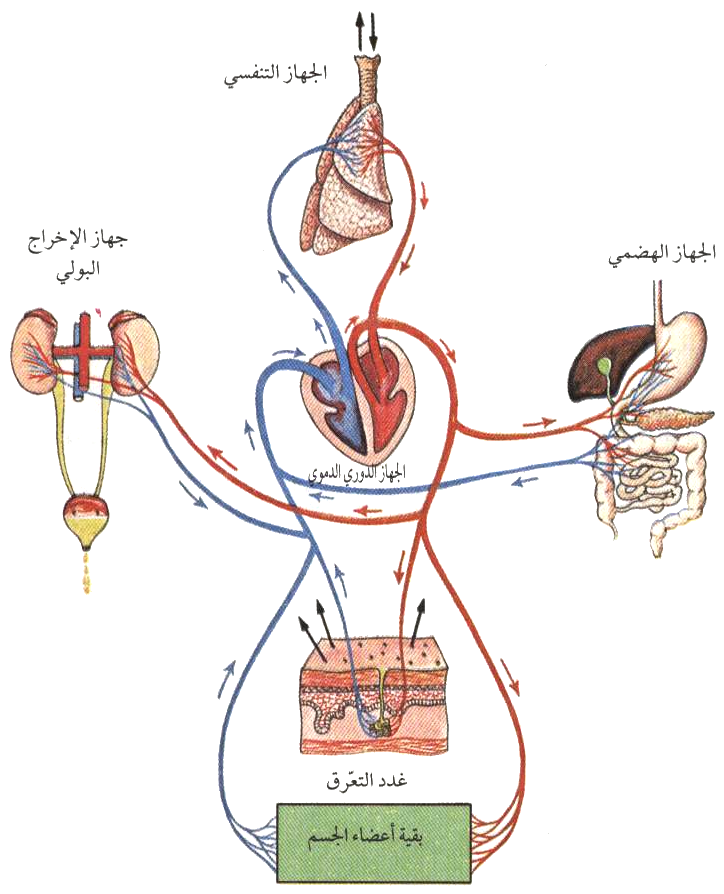 الجهاز التنفسي
جهاز الإخراج
البولي
الجهاز الهضمي
الجهاز الدوري الدموي
غدد التعرّق
بقية أعضاء الجسم